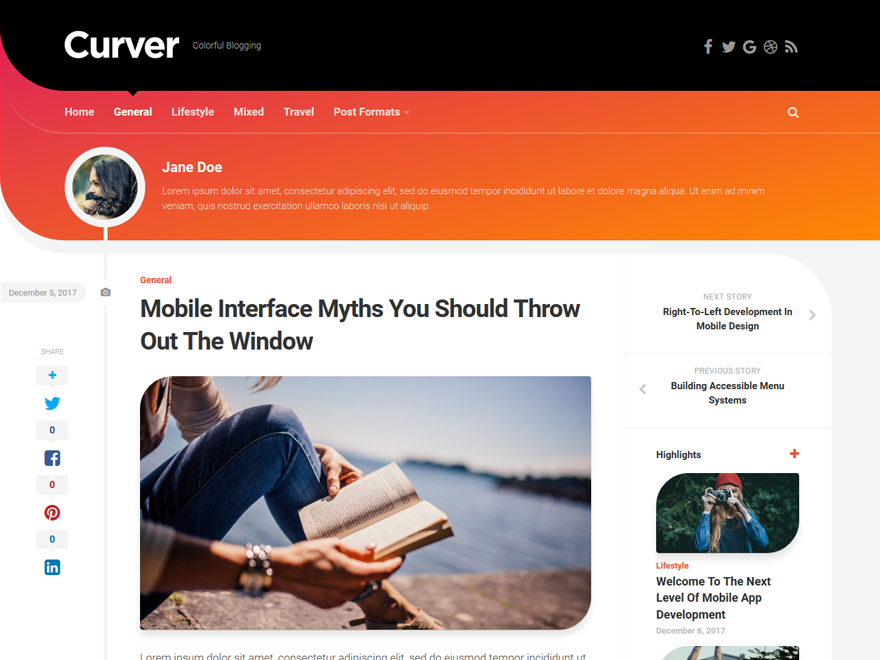 Curver
Colorful Blogging
Home General Lifestyle Mixed Travel Post Formats
Jane Doe
Lorem ipsum dolor sit amet, consectetur adipiscing elit, sed do eiusmod tempor incididunt ut labore et dolore magna aliqua. Ut enim ad minim
veniam, quis nostrud exercitation ullamco laboris nisi ut aliquip.
December 5, 2017
SHARE
+
0
0
0
General
Mobile Interface Myths You Should Throw
Out The Window
Lorem ipsum dolor sit amet, consectetur adipiscing elit, sed do eiusmod tempor incididunt ut
NEXT STORY
Right-To-Left Development In
Mobile Design
PREVIOUS STORY
Building Accessible Menu
Systems
Highlights
Lifestyle
Welcome To The Next
Level Of Mobile App
Development
December 6, 2017